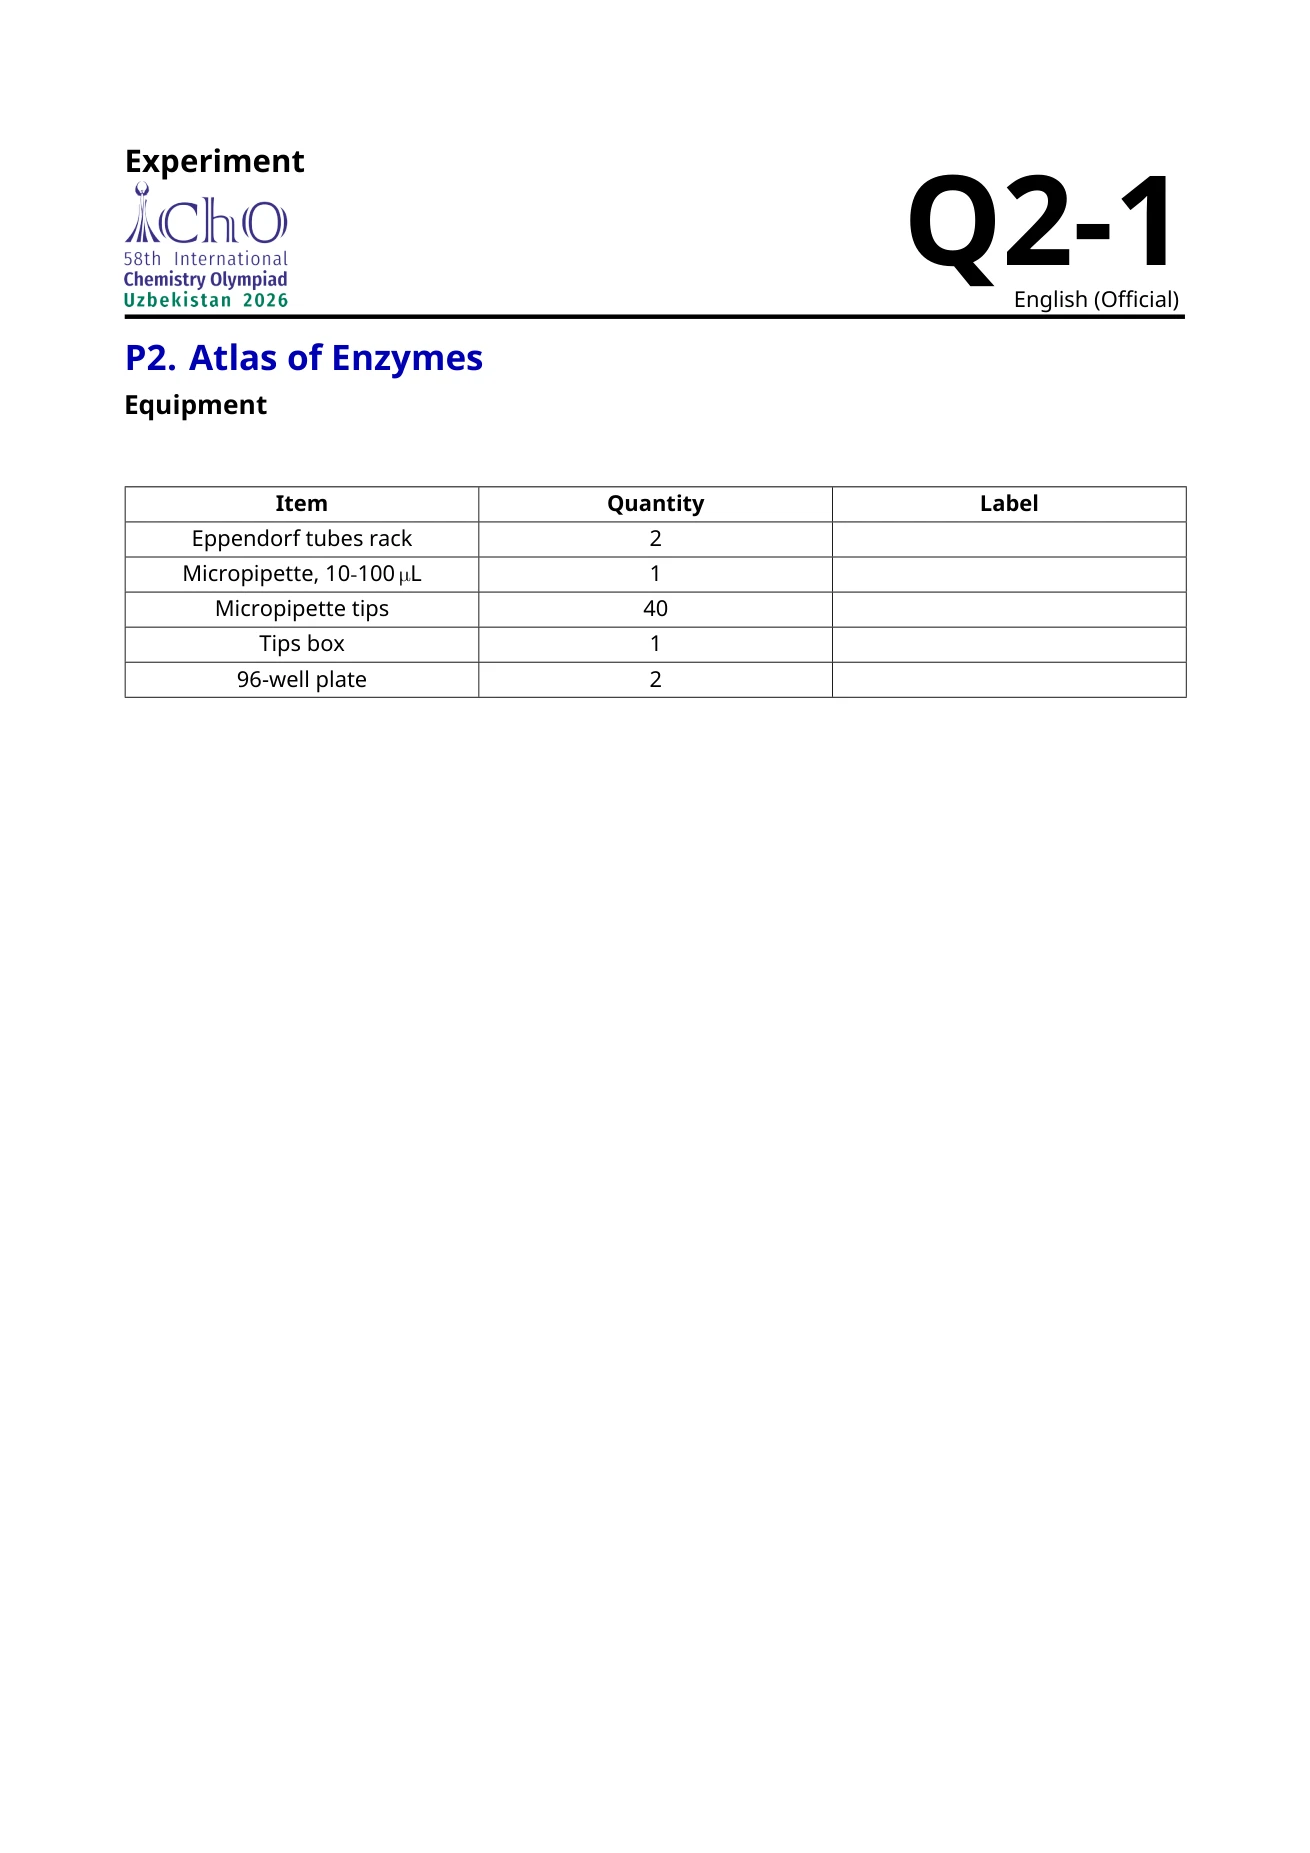 Experiment
IChO
58th International
Chemistry Olympiad
Uzbekistan 2026
Q2-1
English (Official)
P2. Atlas of Enzymes
Equipment
Item Quantity Label
Eppendorf tubes rack 2
Micropipette, 10-100 μL 1
Micropipette tips 40
Tips box 1
96-well plate 2